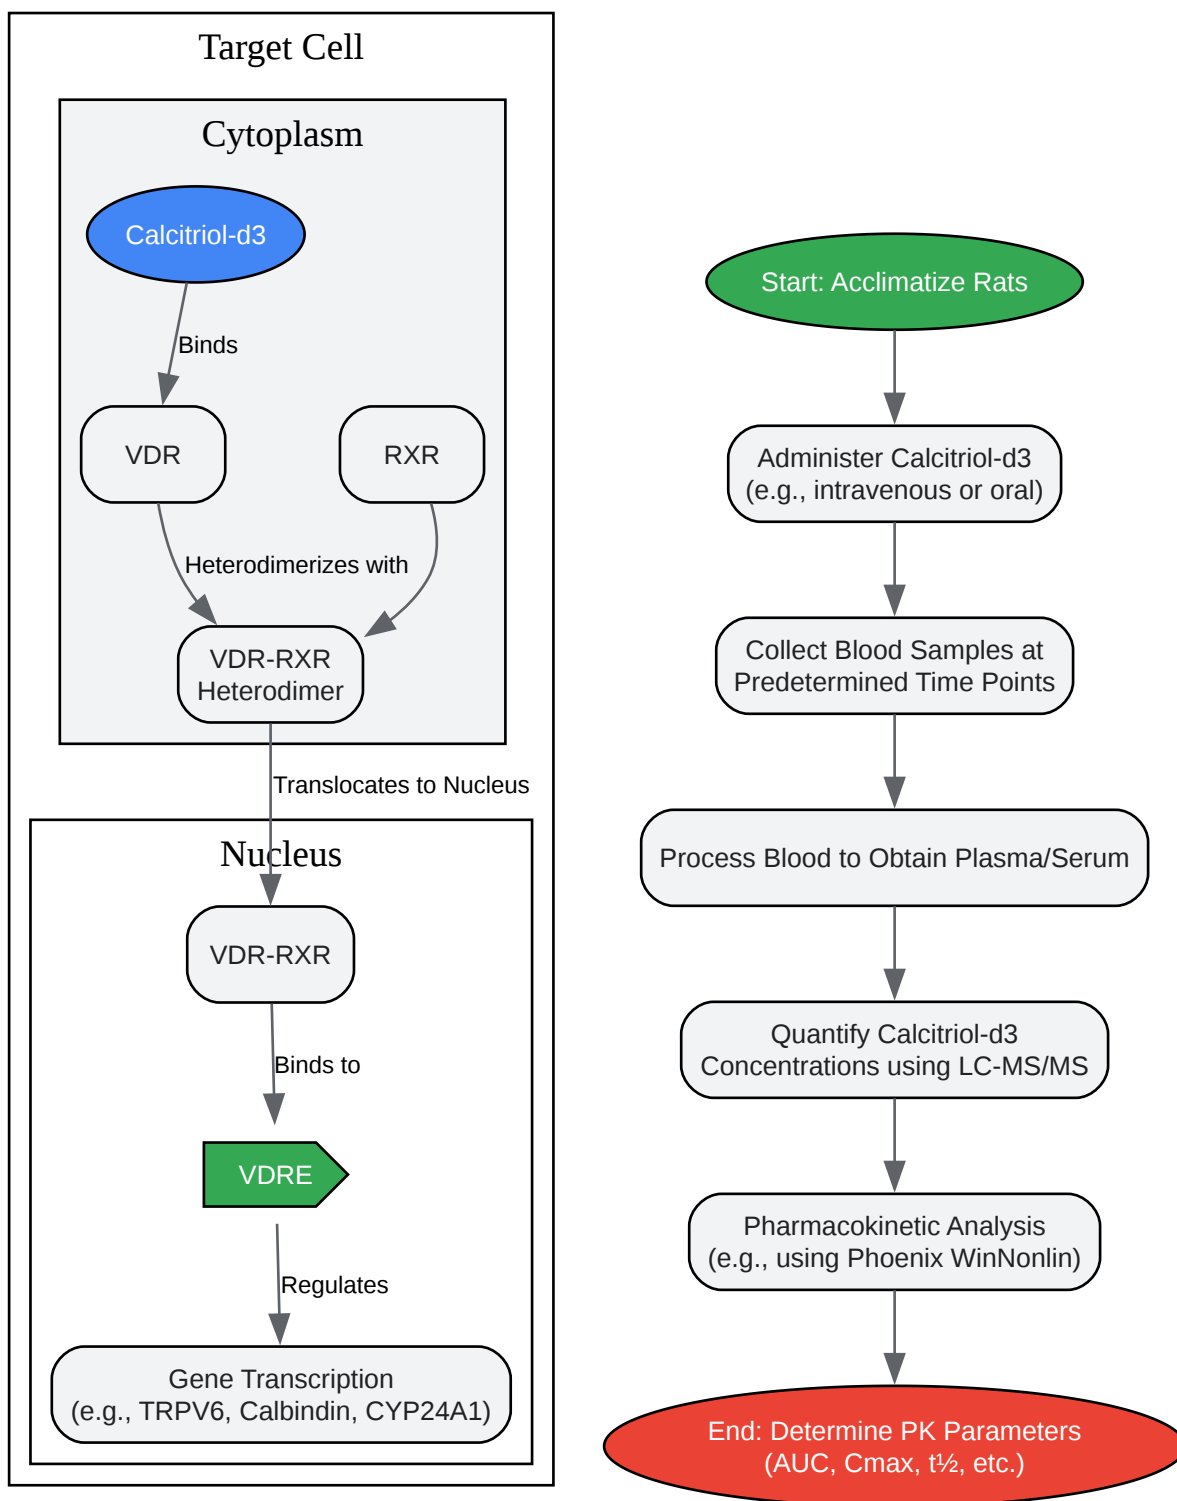 Target Cell
Cytoplasm
Calcitriol-d3
Binds
VDR
RXR
Heterodimerizes with
VDR-RXR
Heterodimer
Translocates to Nucleus
Nucleus
VDR-RXR
Binds to
VDRE
Regulates
Gene Transcription
(e.g., TRPV6, Calbindin, CYP24A1)
Start: Acclimatize Rats
Administer Calcitriol-d3
(e.g., intravenous or oral)
Collect Blood Samples at
Predetermined Time Points
Process Blood to Obtain Plasma/Serum
Quantify Calcitriol-d3
Concentrations using LC-MS/MS
Pharmacokinetic Analysis
(e.g., using Phoenix WinNonlin)
End: Determine PK Parameters
(AUC, Cmax, t½, etc.)